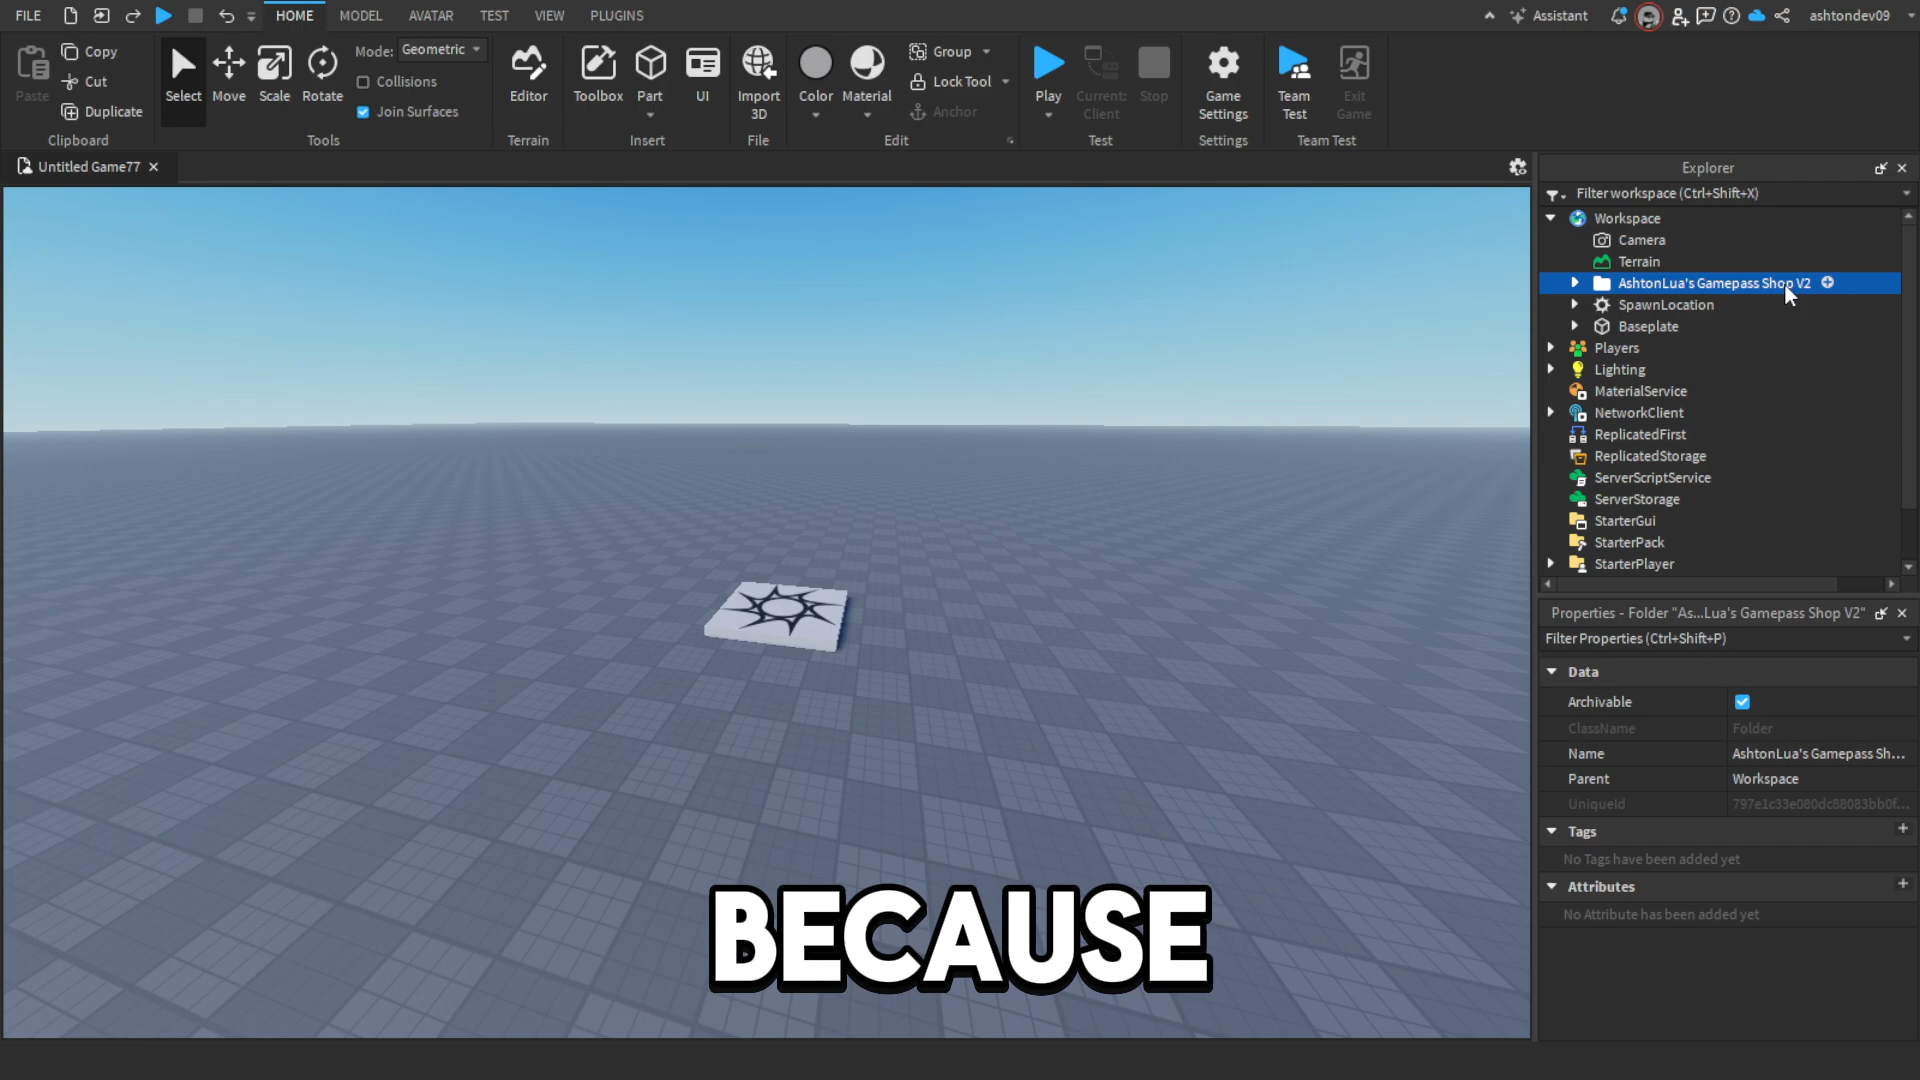 FILE HOME MODEL AVATAR TEST VIEW PLUGINS Assistant ashtondev09
Paste Copy Cut Duplicate
Clipboard
Select Move Scale Rotate
Mode: Geometric
Collisions
Join Surfaces
Tools
Editor
Terrain
Toolbox Part UI
Insert
Import 3D
File
Color Material
Group
Lock Tool
Anchor
Edit
Play Current: Client Stop
Test
Game Settings
Settings
Team Test
Exit Game
Team Test
Untitled Game77
Explorer
Filter workspace (Ctrl+Shift+X)
Workspace
Camera
Terrain
AshtonLua's Gamepass Shop V2
SpawnLocation
Baseplate
Players
Lighting
MaterialService
NetworkClient
ReplicatedFirst
ReplicatedStorage
ServerScriptService
ServerStorage
StarterGui
StarterPack
StarterPlayer
Properties - Folder "As...Lua's Gamepass Shop V2"
Filter Properties (Ctrl+Shift+P)
Data
Archivable
ClassName Folder
Name AshtonLua's Gamepass Sh...
Parent Workspace
UniqueId 797e1c33e080dc88083bb0f...
Tags
No Tags have been added yet
Attributes
No Attribute has been added yet
BECAUSE